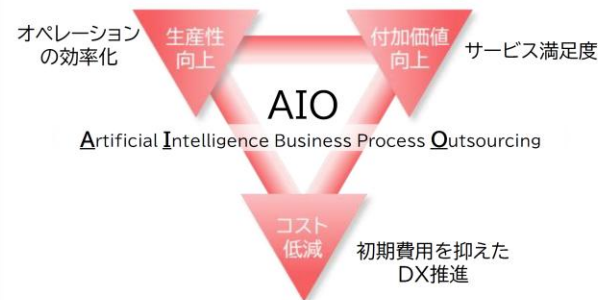 オペレーション
の効率化
生産性
向上
付加価値
向上
サービス満足度
AIO
Artificial Intelligence Business Process Outsourcing
コスト
低減
初期費用を抑えた
DX推進